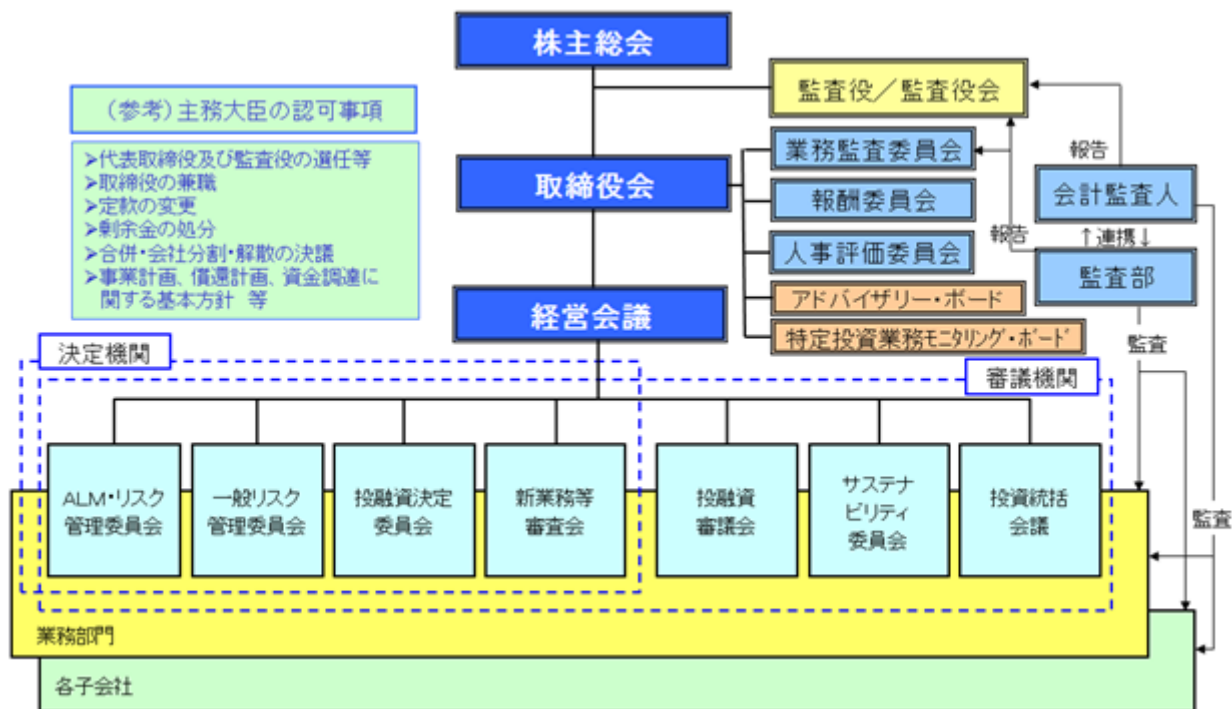 株主総会
監査役／監査役会
(参考)主務大臣の認可事項
➢代表取締役及び監査役の選任等
➢取締役の兼職
➢定款の変更
➢剰余金の処分
➢合併・会社分割・解散の決議
➢事業計画、償還計画、資金調達に
関する基本方針 等
取締役会
業務監査委員会
報酬委員会
人事評価委員会
アドバイザリー・ボード
特定投資業務モニタリング・ボード
報告
会計監査人
報告
↑連携↓
監査部
経営会議
監査
決定機関
審議機関
ALM・リスク
管理委員会
一般リスク
管理委員会
投融資決定
委員会
新業務等
審査会
投融資
審議会
サステナ
ビリティ
委員会
投資統括
会議
監査
業務部門
各子会社